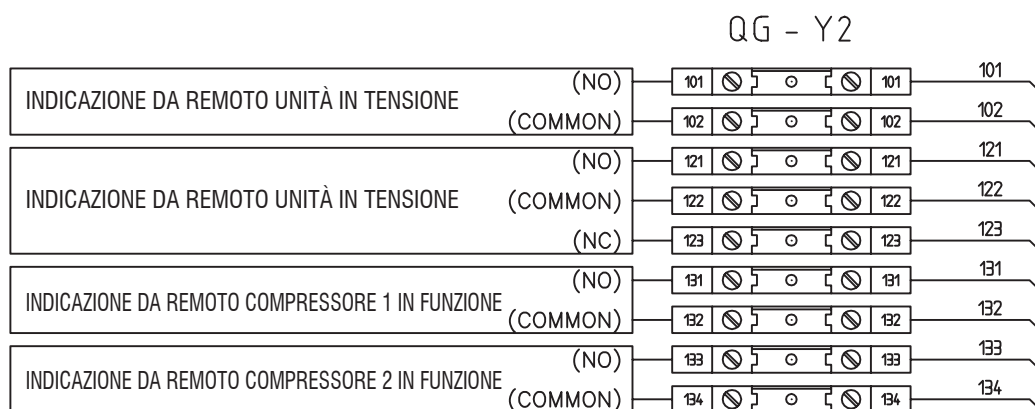 QG - Y2
INDICAZIONE DA REMOTO UNITÀ IN TENSIONE
(NO) 101 101 101
(COMMON) 102 102 102
INDICAZIONE DA REMOTO UNITÀ IN TENSIONE
(NO) 121 121 121
(COMMON) 122 122 122
(NC) 123 123 123
INDICAZIONE DA REMOTO COMPRESSORE 1 IN FUNZIONE
(NO) 131 131 131
(COMMON) 132 132 132
INDICAZIONE DA REMOTO COMPRESSORE 2 IN FUNZIONE
(NO) 133 133 133
(COMMON) 134 134 134